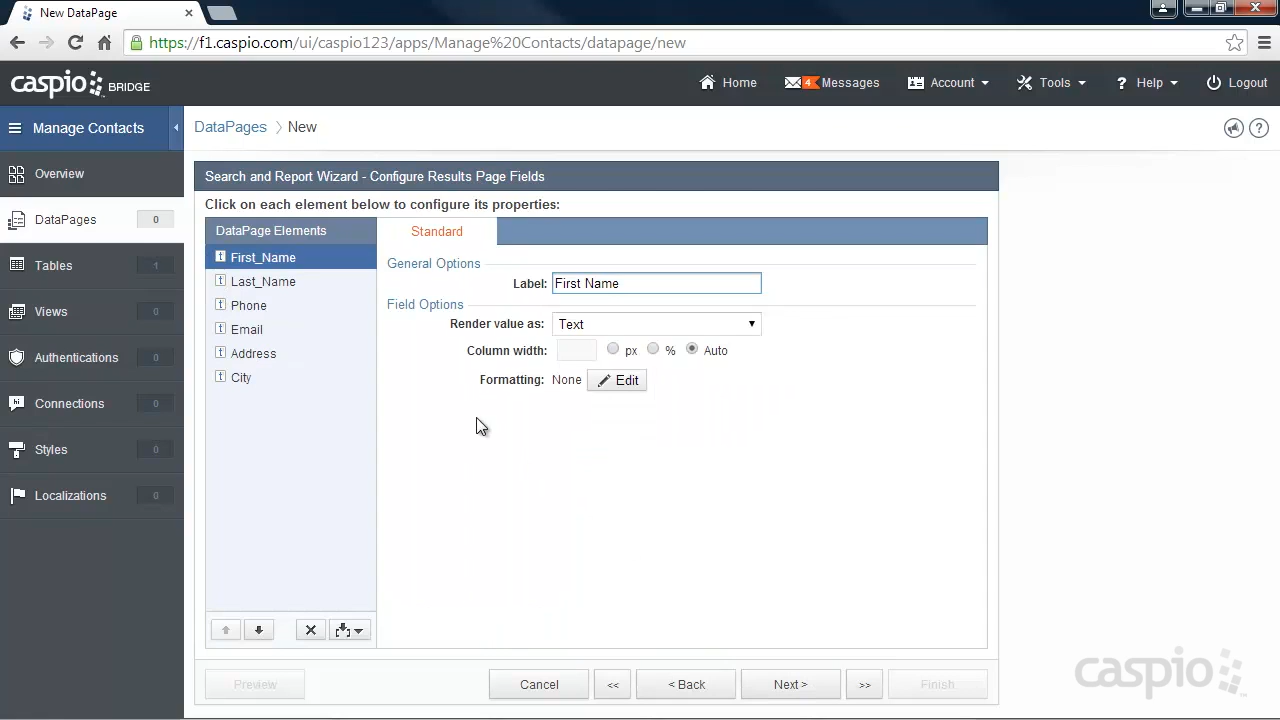 New DataPage
https://f1.caspio.com/ui/caspio123/apps/Manage%20Contacts/datapage/new
caspio BRIDGE
Home
4 Messages
Account
Tools
? Help
Logout
Manage Contacts
DataPages > New
?
Overview
DataPages 0
Tables 1
Views 0
Authentications 0
Connections 0
Styles 0
Localizations 0
Search and Report Wizard - Configure Results Page Fields
Click on each element below to configure its properties:
DataPage Elements
t First_Name
t Last_Name
t Phone
t Email
t Address
t City
Standard
General Options
Label: First Name
Field Options
Render value as: Text
Column width: px % Auto
Formatting: None Edit
Preview
Cancel
<<
< Back
Next >
>>
Finish
caspio